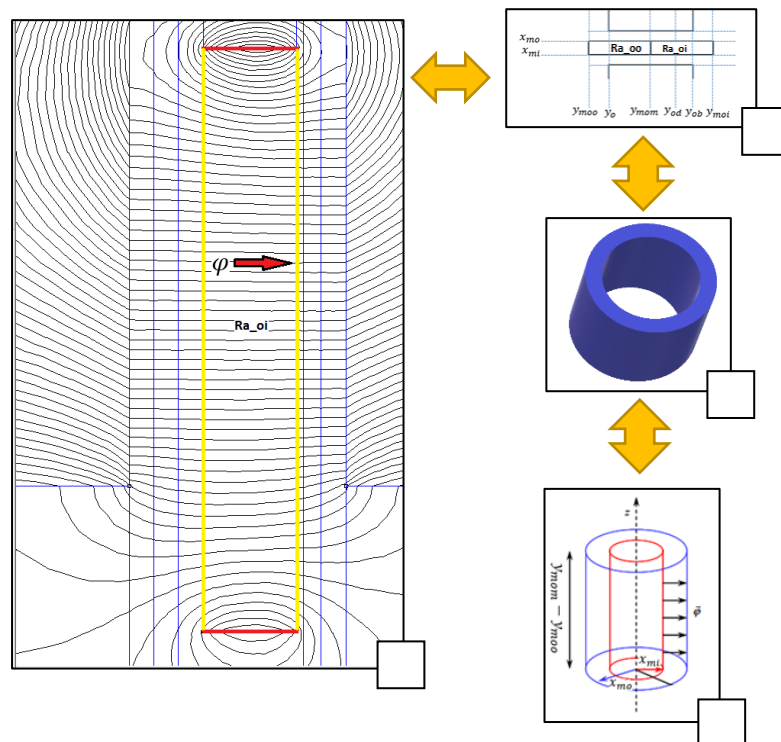 φ
Ra_oi
x_mo
x_mi
Ra_oo Ra_oi
y_moo y_o y_mom y_od y_ob y_moi
z
y_mom − y_moo
φ
x_mi
x_mo